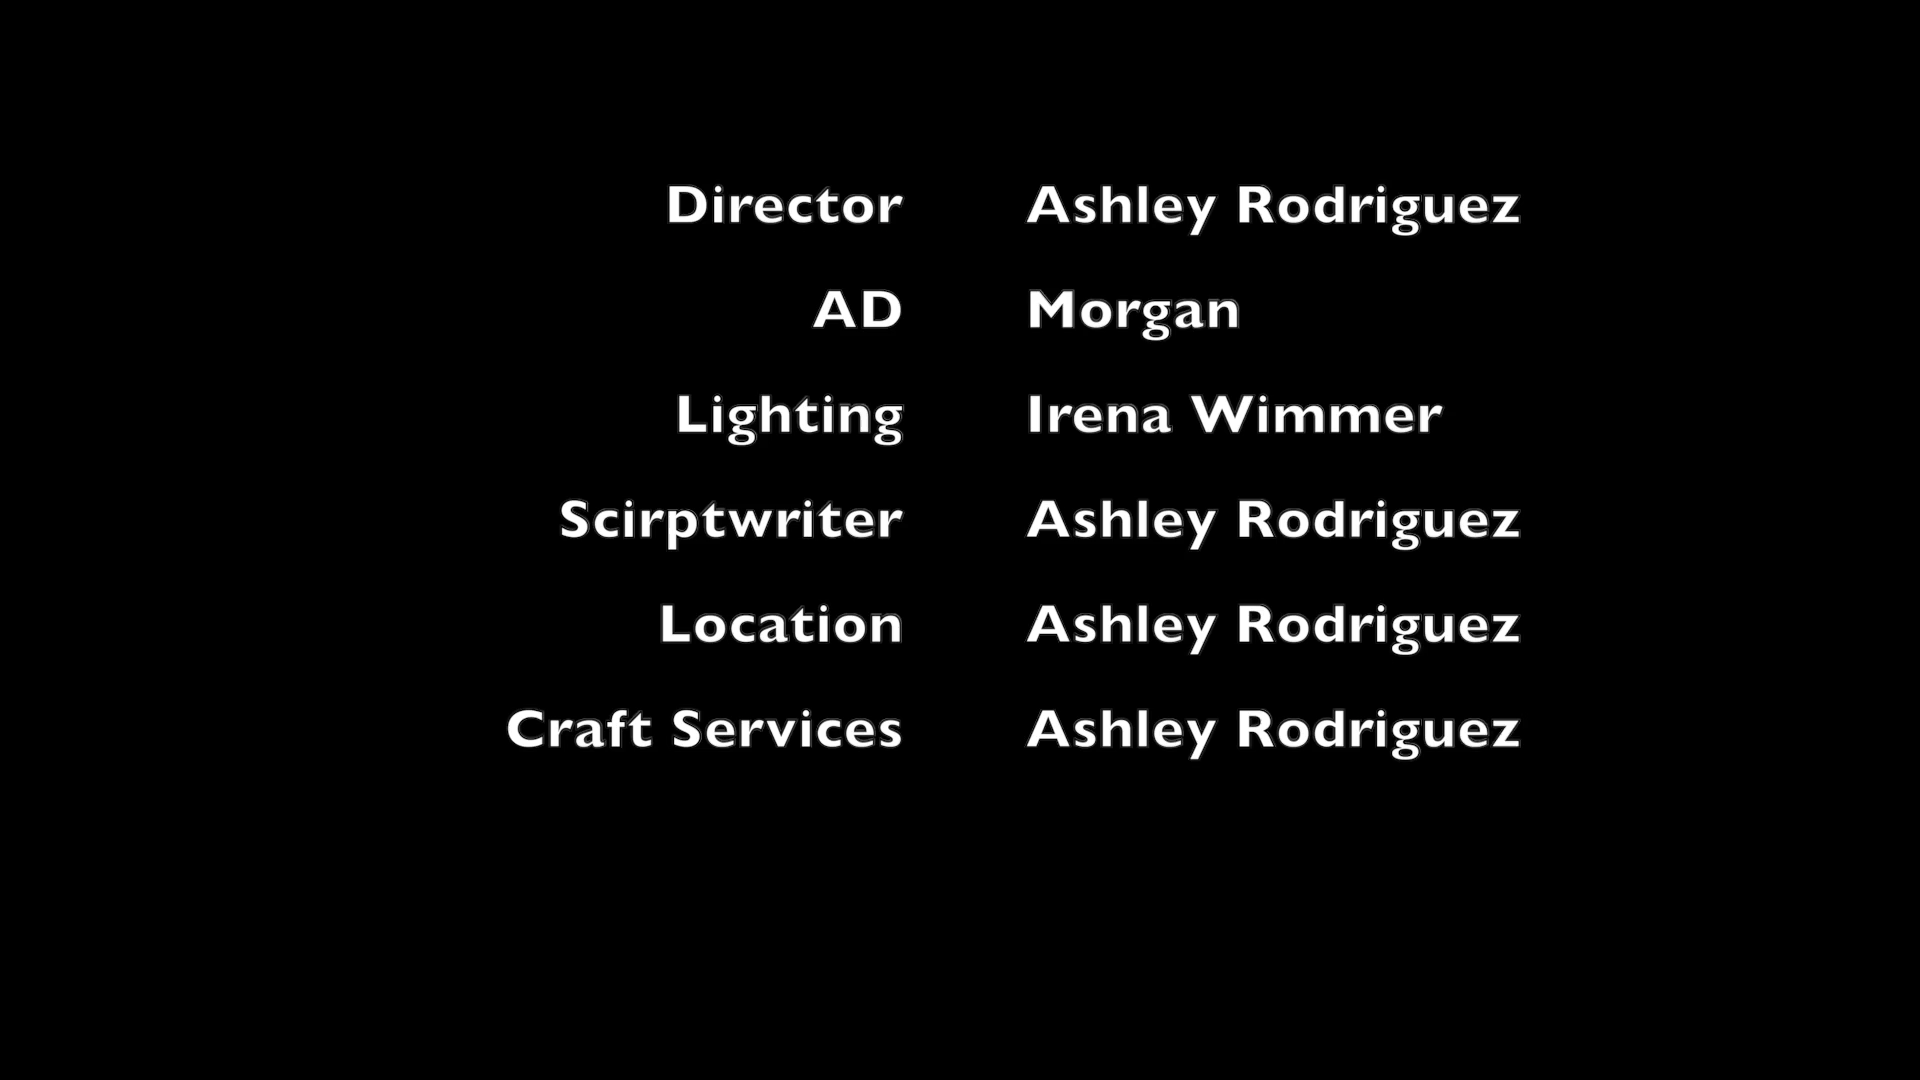 Director Ashley Rodriguez
AD Morgan
Lighting Irena Wimmer
Scirptwriter Ashley Rodriguez
Location Ashley Rodriguez
Craft Services Ashley Rodriguez